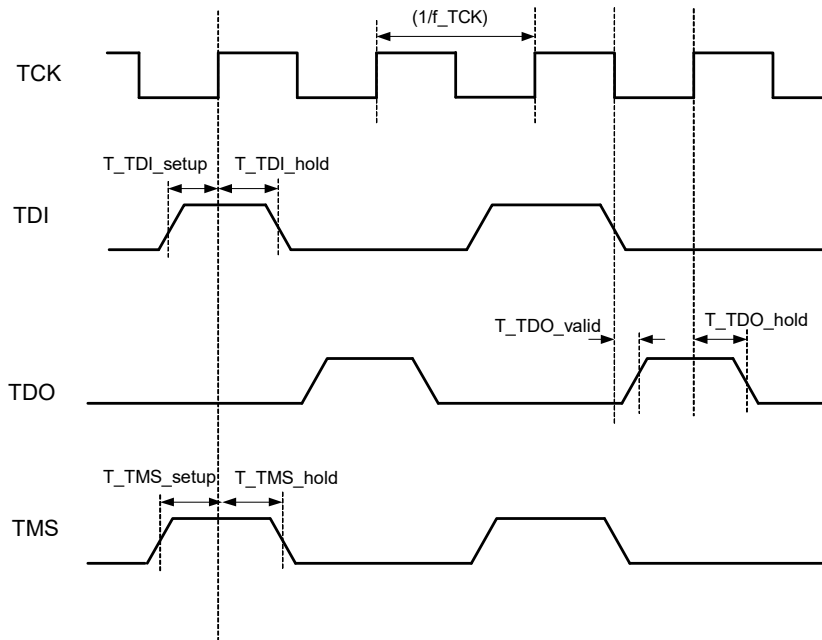 (1/f_TCK)
TCK
T_TDI_setup
T_TDI_hold
TDI
T_TDO_valid
T_TDO_hold
TDO
T_TMS_setup
T_TMS_hold
TMS